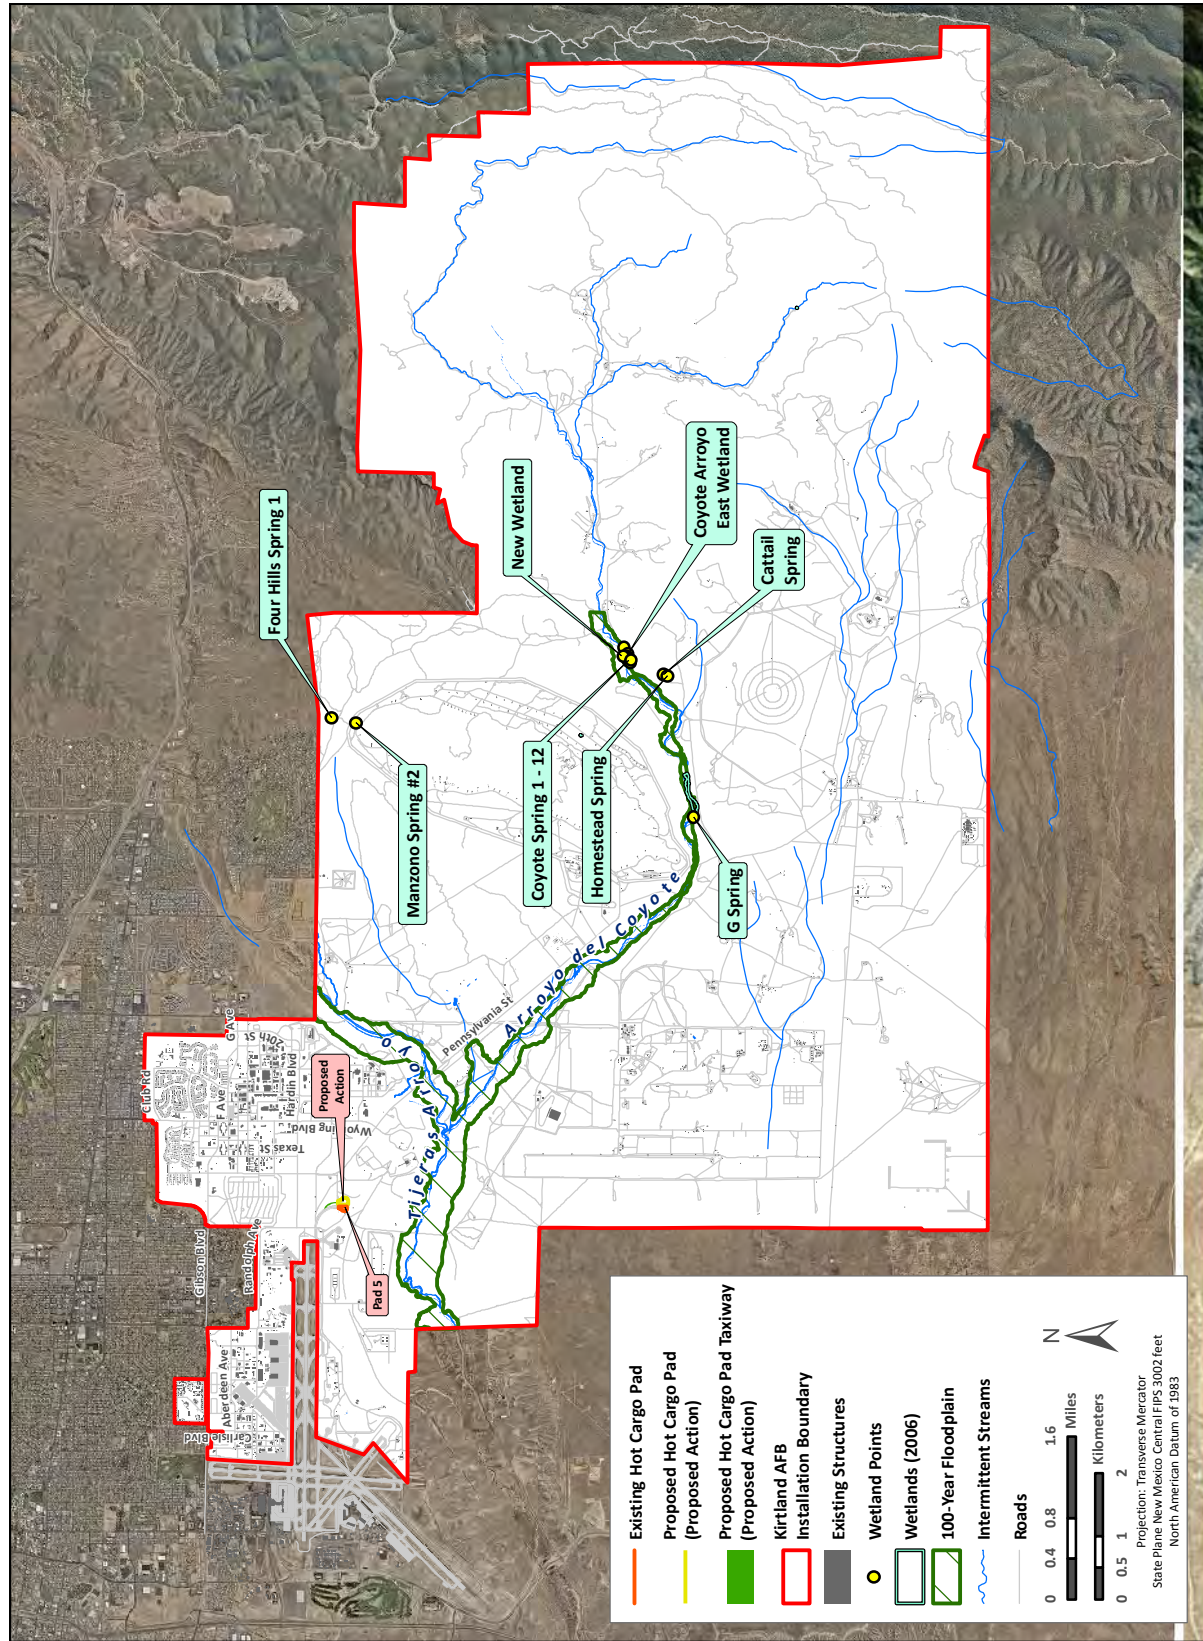 Four Hills Spring 1
Manzono Spring #2
New Wetland
Coyote Arroyo
East Wetland
Coyote Spring 1 - 12
Homestead Spring
Cattail
Spring
G Spring
Arroyo del Coyote
Tijeras Arroyo
Pennsylvania St
Club Rd
G Ave
20th St
F Ave
Hardin Blvd
Texas St
Wyoming Blvd
Gibson Blvd
Randolph Ave
Aberdeen Ave
Carlisle Blvd
Proposed
Action
Pad 5
Existing Hot Cargo Pad
Proposed Hot Cargo Pad
(Proposed Action)
Proposed Hot Cargo Pad Taxiway
(Proposed Action)
Kirtland AFB
Installation Boundary
Existing Structures
Wetland Points
Wetlands (2006)
100-Year Floodplain
Intermittent Streams
Roads
N
0 0.4 0.8 1.6
Miles
Kilometers
0 0.5 1 2
Projection: Transverse Mercator
State Plane New Mexico Central FIPS 3002 feet
North American Datum of 1983